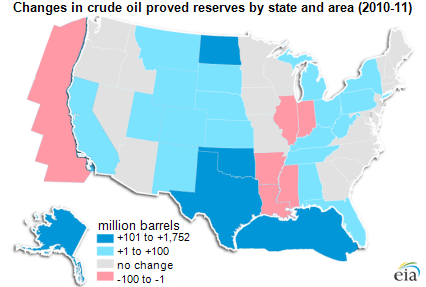 Changes in crude oil proved reserves by state and area (2010-11)
million barrels
+101 to +1,752
+1 to +100
no change
-100 to -1
eia